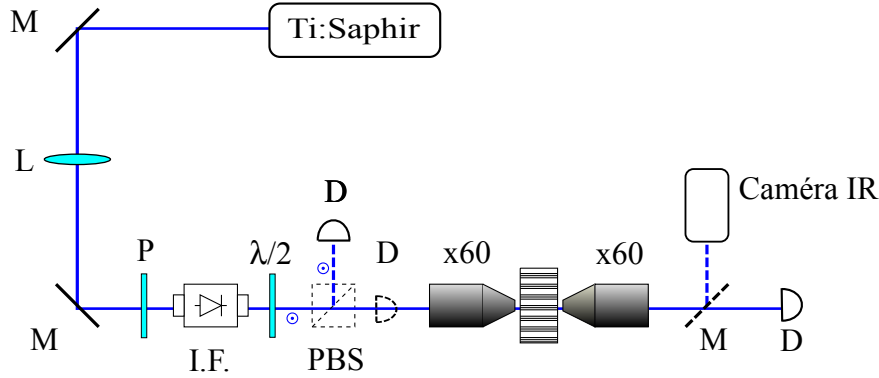 M
Ti:Saphir
L
D
Caméra IR
P
λ/2
D
x60
x60
M
I.F.
PBS
M
D